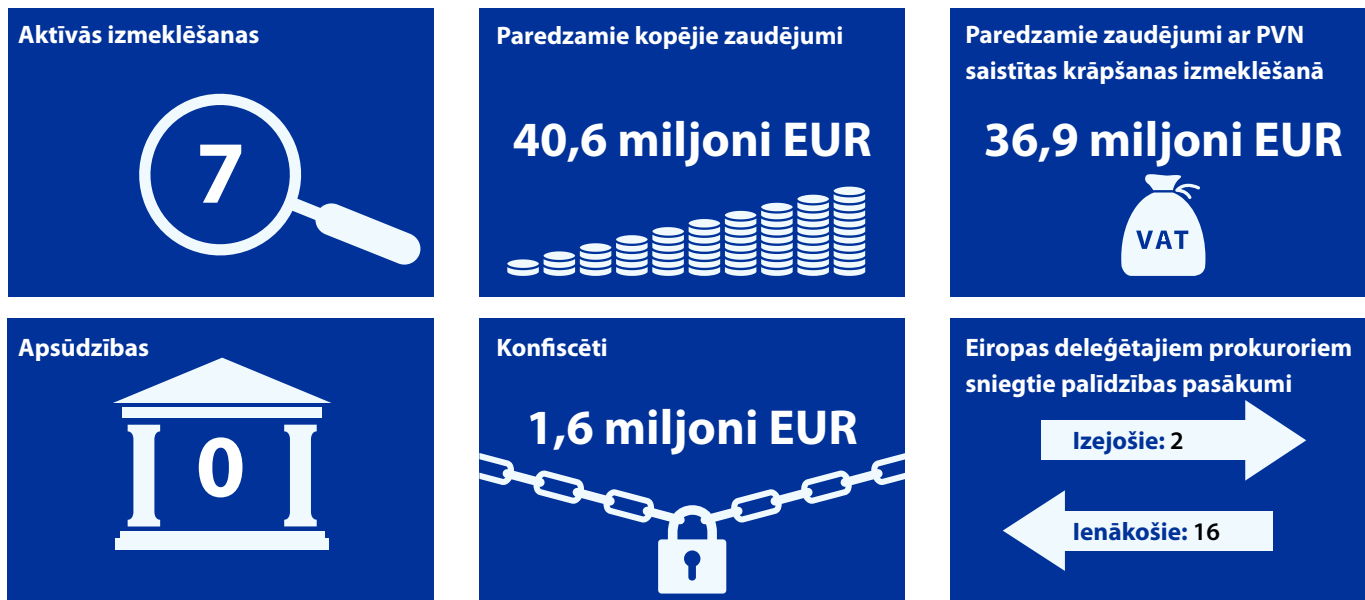 Aktīvās izmeklēšanas
7
Paredzamie kopējie zaudējumi
40,6 miljoni EUR
Paredzamie zaudējumi ar PVN
saistītas krāpšanas izmeklēšanā
36,9 miljoni EUR
VAT
Apsūdzības
0
Konfiscēti
1,6 miljoni EUR
Eiropas deleģētajiem prokuroriem
sniegtie palīdzības pasākumi
Izejošie: 2
Ienākošie: 16